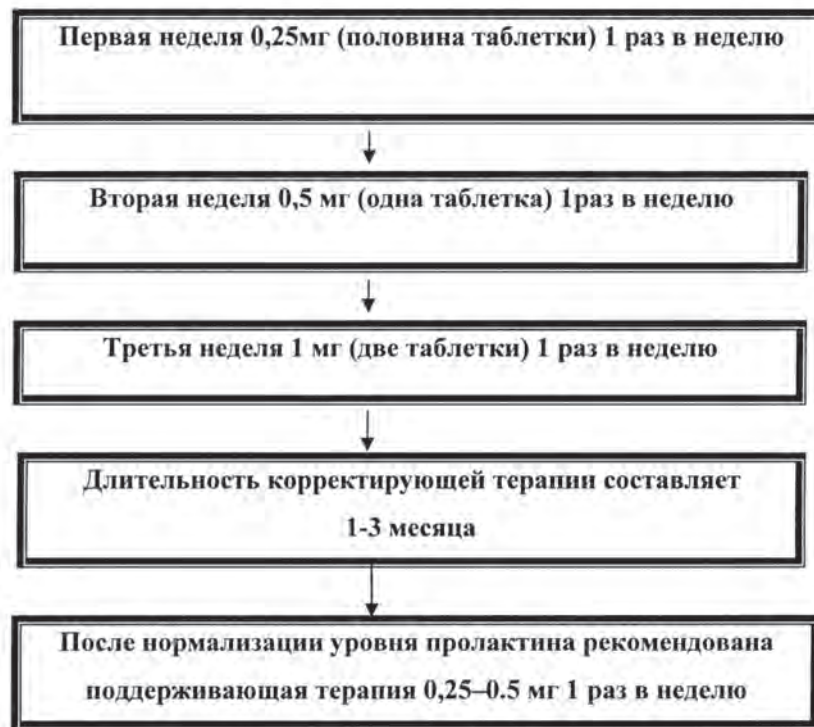 Первая неделя 0,25мг (половина таблетки) 1 раз в неделю
Вторая неделя 0,5 мг (одна таблетка) 1раз в неделю
Третья неделя 1 мг (две таблетки) 1 раз в неделю
Длительность корректирующей терапии составляет
1-3 месяца
После нормализации уровня пролактина рекомендована
поддерживающая терапия 0,25–0.5 мг 1 раз в неделю